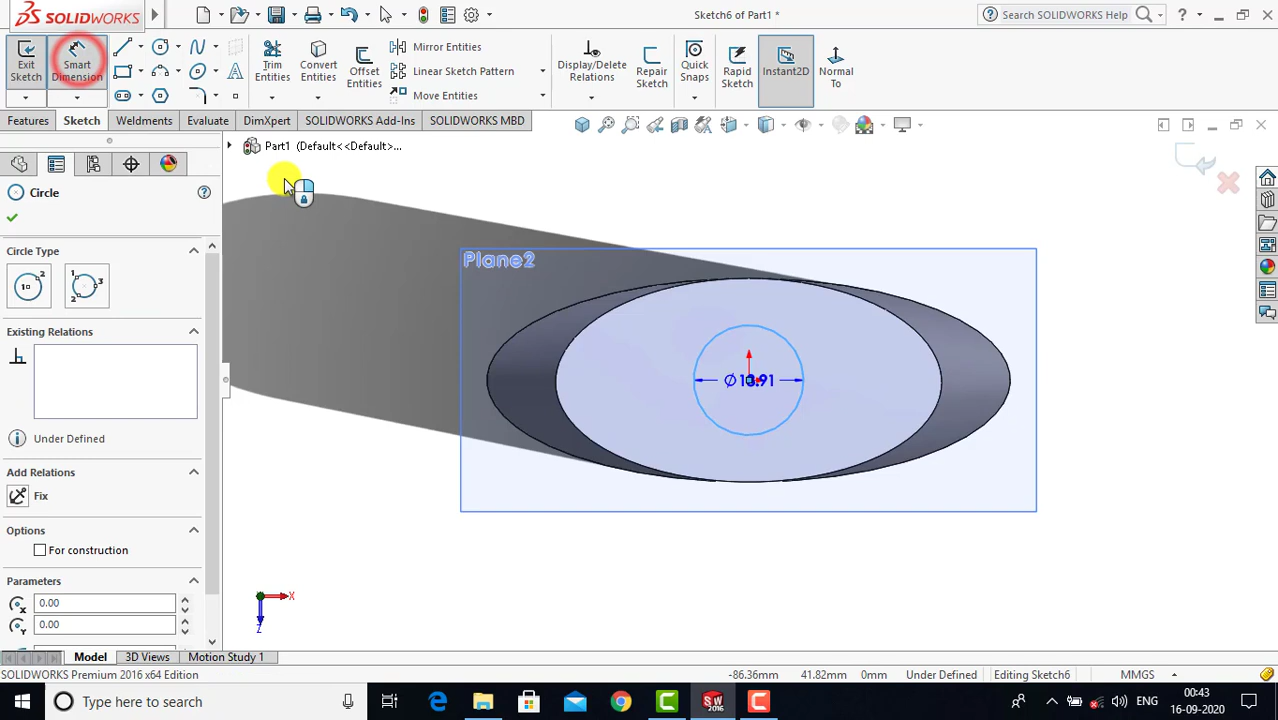 SOLIDWORKS
Sketch6 of Part1 *
Search SOLIDWORKS Help
Exit Sketch
Smart Dimension
Trim Entities
Convert Entities
Offset Entities
Mirror Entities
Linear Sketch Pattern
Move Entities
Display/Delete Relations
Repair Sketch
Quick Snaps
Rapid Sketch
Instant2D
Normal To
Features
Sketch
Weldments
Evaluate
DimXpert
SOLIDWORKS Add-Ins
SOLIDWORKS MBD
Part1 (Default<<Default>...
Circle
Circle Type
Existing Relations
Under Defined
Add Relations
Fix
Options
For construction
Parameters
0.00
0.00
Plane2
X
Z
Model
3D Views
Motion Study 1
SOLIDWORKS Premium 2016 x64 Edition
-86.36mm
41.82mm
0mm
Under Defined
Editing Sketch6
MMGS
Type here to search
SW
2016
ENG
00:43
16-09-2020